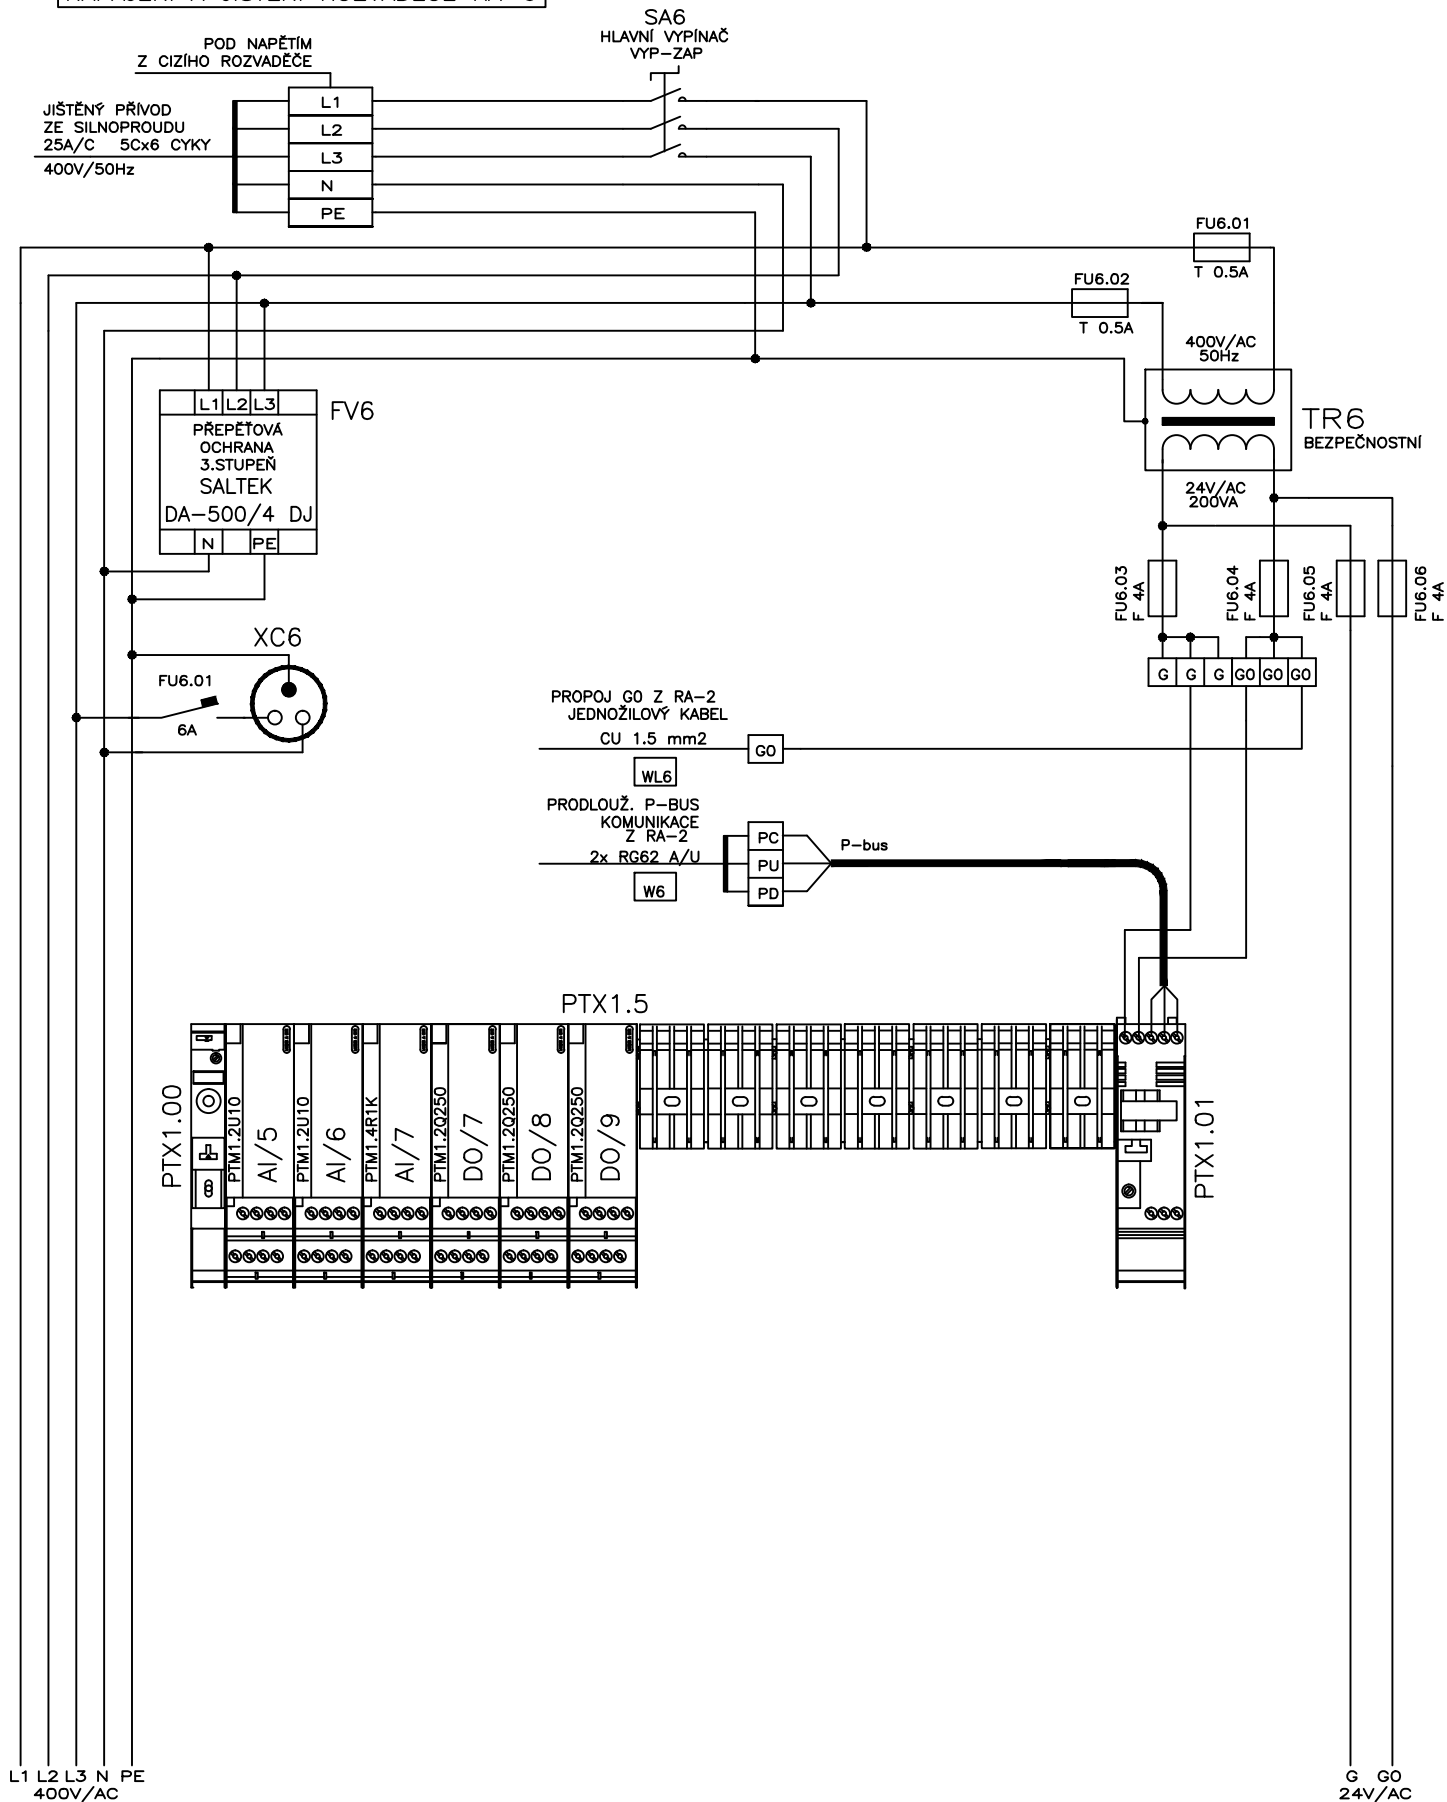 SA6
HLAVNÍ VYPÍNAČ
VYP-ZAP
POD NAPĚTÍM
Z CIZÍHO ROZVADĚČE
JIŠTĚNÝ PŘÍVOD
ZE SILNOPROUDU
25A/C 5Cx6 CYKY
400V/50Hz
L1
L2
L3
N
PE
FU6.01
T 0.5A
FU6.02
T 0.5A
400V/AC
50Hz
TR6
BEZPEČNOSTNÍ
24V/AC
200VA
L1 L2 L3
FV6
PŘEPĚŤOVÁ
OCHRANA
3.STUPEŇ
SALTEK
DA-500/4 DJ
N PE
FU6.03
F 4A
FU6.04
F 4A
FU6.05
F 4A
FU6.06
F 4A
G G G G0 G0 G0
XC6
FU6.01
6A
PROPOJ G0 Z RA-2
JEDNOŽILOVÝ KABEL
CU 1.5 mm2
G0
WL6
PRODLOUŽ. P-BUS
KOMUNIKACE
Z RA-2
2x RG62 A/U
W6
PC
PU
PD
P-bus
PTX1.5
PTX1.00
PTM1.2U10
AI/5
PTM1.2U10
AI/6
PTM1.4R1K
AI/7
PTM1.2Q250
DO/7
PTM1.2Q250
DO/8
PTM1.2Q250
DO/9
PTX1.01
L1 L2 L3 N PE
400V/AC
G G0
24V/AC